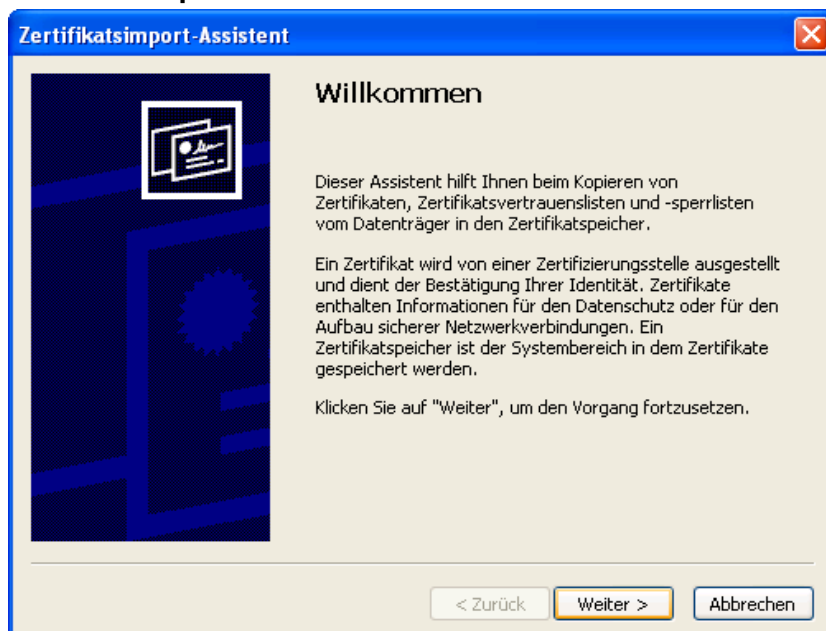 Zertifikatsimport-Assistent
Willkommen
Dieser Assistent hilft Ihnen beim Kopieren von
Zertifikaten, Zertifikatsvertrauenslisten und -sperrlisten
vom Datenträger in den Zertifikatspeicher.
Ein Zertifikat wird von einer Zertifizierungsstelle ausgestellt
und dient der Bestätigung Ihrer Identität. Zertifikate
enthalten Informationen für den Datenschutz oder für den
Aufbau sicherer Netzwerkverbindungen. Ein
Zertifikatspeicher ist der Systembereich in dem Zertifikate
gespeichert werden.
Klicken Sie auf "Weiter", um den Vorgang fortzusetzen.
< Zurück Weiter > Abbrechen